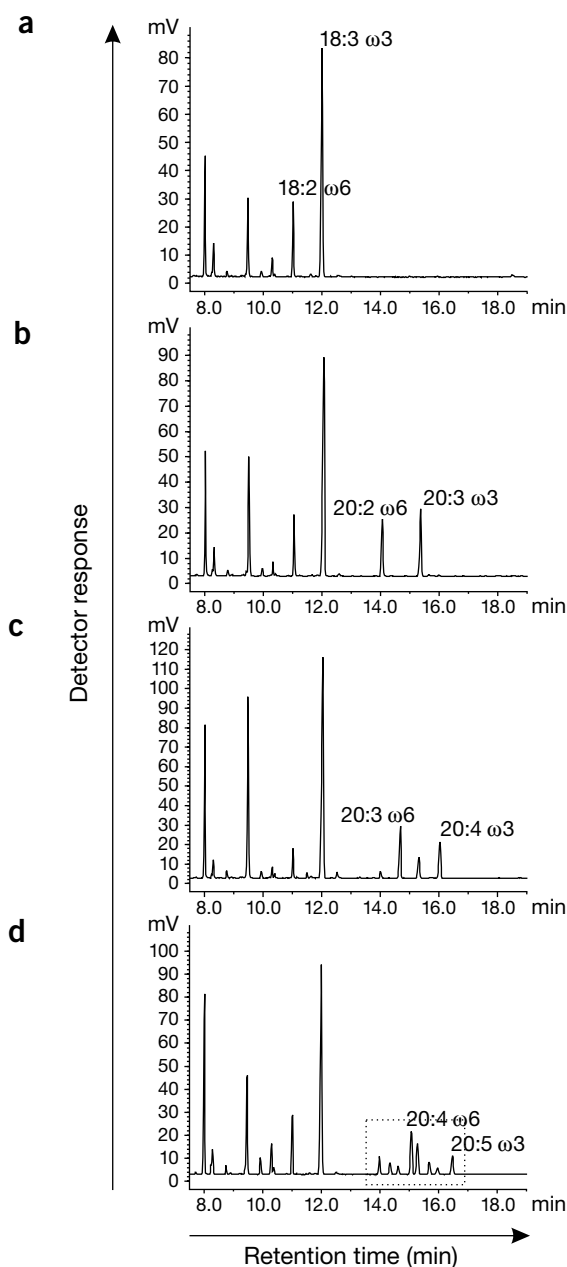 a
mV
18:3 ω3
80
70
60
50
40
18:2 ω6
30
20
10
0
8.0 10.0 12.0 14.0 16.0 18.0 min
b
mV
90
80
70
60
50
40
20:2 ω6 20:3 ω3
30
20
10
0
8.0 10.0 12.0 14.0 16.0 18.0 min
c
mV
120
110
100
90
80
70
60
50
40
20:3 ω6 20:4 ω3
30
20
10
0
8.0 10.0 12.0 14.0 16.0 18.0 min
d
mV
100
90
80
70
60
50
40
30
20:4 ω6
20
20:5 ω3
10
0
8.0 10.0 12.0 14.0 16.0 18.0 min
Detector response
Retention time (min)